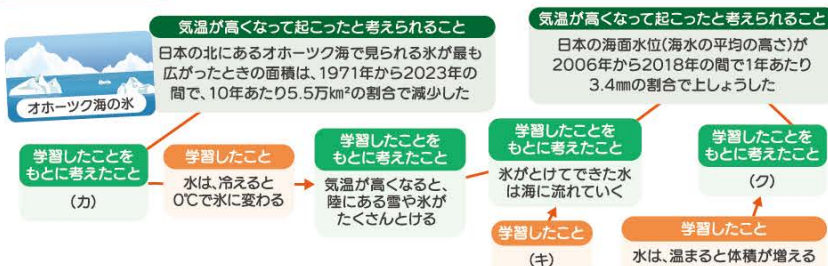 気温が高くなって起こったと考えられること
日本の北にあるオホーツク海で見られる氷が最も
広がったときの面積は、1971年から2023年の
間で、10年あたり5.5万km²の割合で減少した
オホーツク海の氷
気温が高くなって起こったと考えられること
日本の海面水位(海水の平均の高さ)が
2006年から2018年の間で1年あたり
3.4mmの割合で上しょうした
学習したことを
もとに考えたこと
(カ)
学習したこと
水は、冷えると
0℃で氷に変わる
学習したことを
もとに考えたこと
気温が高くなると、
陸にある雪や氷が
たくさんとける
学習したことを
もとに考えたこと
氷がとけてできた水
は海に流れていく
学習したことを
もとに考えたこと
(ク)
学習したこと
(キ)
学習したこと
水は、温まると体積が増える